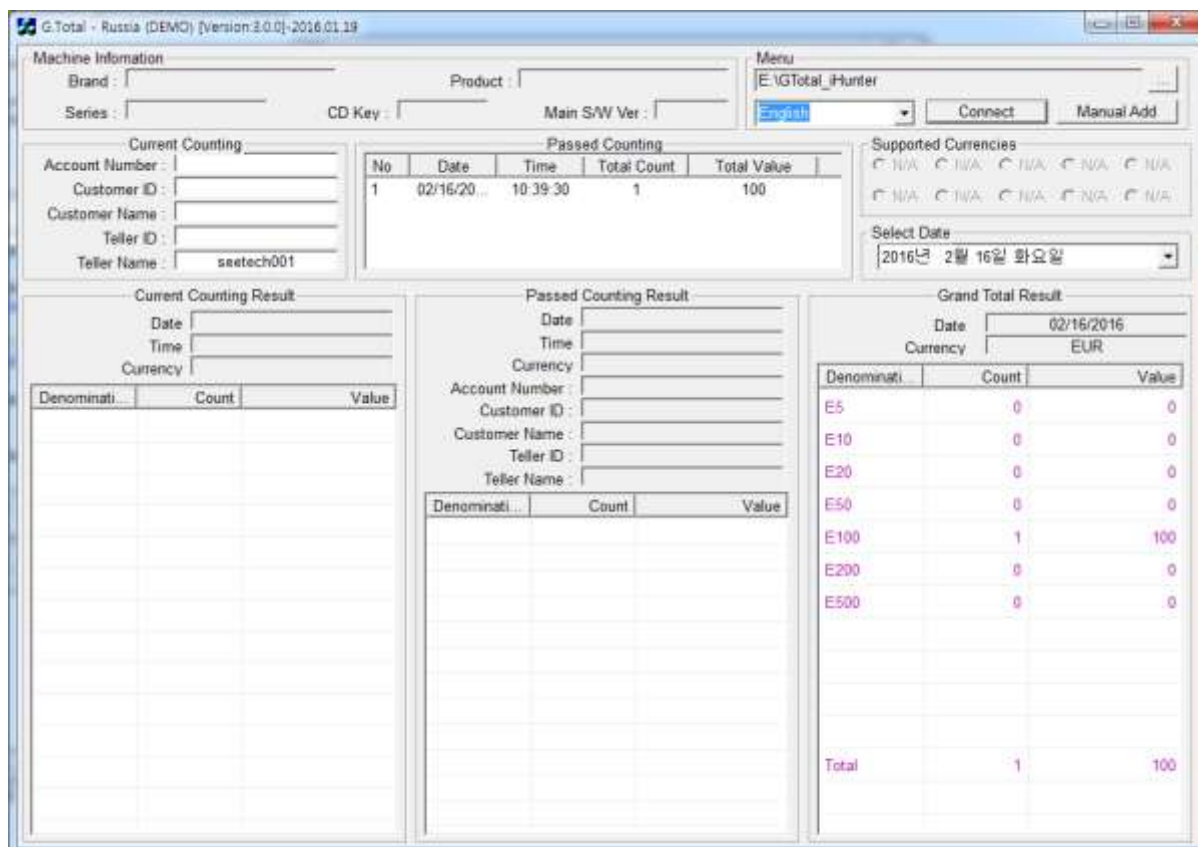 G.Total - Russia (DEMO) [Version:3.0.0]-2016.01.19
Machine Infomation
Brand :
Product :
Series :
CD Key :
Main S/W Ver :
Menu
E:\GTotal_iHunter
...
English
Connect
Manual Add
Current Counting
Account Number :
Customer ID :
Customer Name :
Teller ID :
Teller Name : seetech001
Passed Counting
No Date Time Total Count Total Value
1 02/16/20... 10:39:30 1 100
Supported Currencies
N/A N/A N/A N/A N/A
N/A N/A N/A N/A N/A
Select Date
2016년 2월 16일 화요일
Current Counting Result
Date
Time
Currency
Denominati... Count Value
Passed Counting Result
Date
Time
Currency
Account Number :
Customer ID :
Customer Name :
Teller ID :
Teller Name :
Denominati... Count Value
Grand Total Result
Date 02/16/2016
Currency EUR
Denominati... Count Value
E5 0 0
E10 0 0
E20 0 0
E50 0 0
E100 1 100
E200 0 0
E500 0 0
Total 1 100